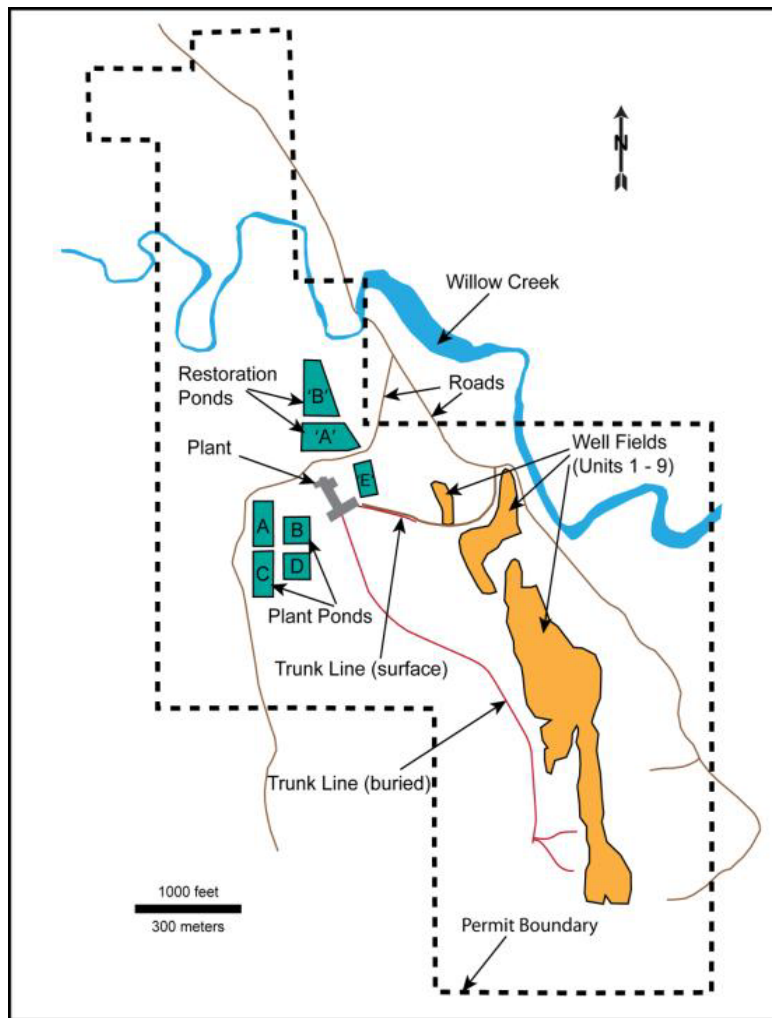 N
Willow Creek
Restoration
Ponds
'B'
Roads
'A'
Plant
Well Fields
(Units 1 - 9)
'E'
A
B
C
D
Plant Ponds
Trunk Line (surface)
Trunk Line (buried)
1000 feet
300 meters
Permit Boundary